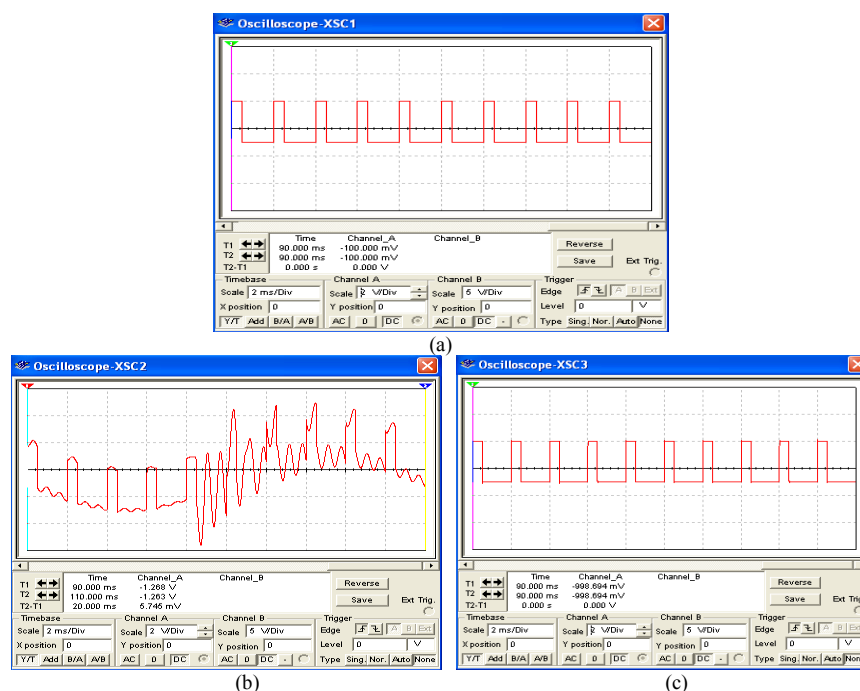 Oscilloscope-XSC1
Time Channel_A Channel_B
T1 90.000 ms -100.000 mV
T2 90.000 ms -100.000 mV
T2-T1 0.000 s 0.000 V
Reverse
Save
Ext Trig.
Timebase Channel A Channel B Trigger
Scale 2 ms/Div Scale 2 V/Div Scale 5 V/Div Edge A B Ext
X position 0 Y position 0 Y position 0 Level 0 V
Y/T Add B/A A/B AC 0 DC AC 0 DC - Type Sing. Nor. Auto None
(a)
Oscilloscope-XSC2
Time Channel_A Channel_B
T1 90.000 ms -1.268 V
T2 110.000 ms -1.263 V
T2-T1 20.000 ms 5.746 mV
Reverse
Save
Ext Trig.
Timebase Channel A Channel B Trigger
Scale 2 ms/Div Scale 2 V/Div Scale 5 V/Div Edge A B Ext
X position 0 Y position 0 Y position 0 Level 0 V
Y/T Add B/A A/B AC 0 DC AC 0 DC - Type Sing. Nor. Auto None
(b)
Oscilloscope-XSC3
Time Channel_A Channel_B
T1 90.000 ms -998.694 mV
T2 90.000 ms -998.694 mV
T2-T1 0.000 s 0.000 V
Reverse
Save
Ext Trig.
Timebase Channel A Channel B Trigger
Scale 2 ms/Div Scale 2 V/Div Scale 5 V/Div Edge A B Ext
X position 0 Y position 0 Y position 0 Level 0 V
Y/T Add B/A A/B AC 0 DC AC 0 DC - Type Sing. Nor. Auto None
(c)